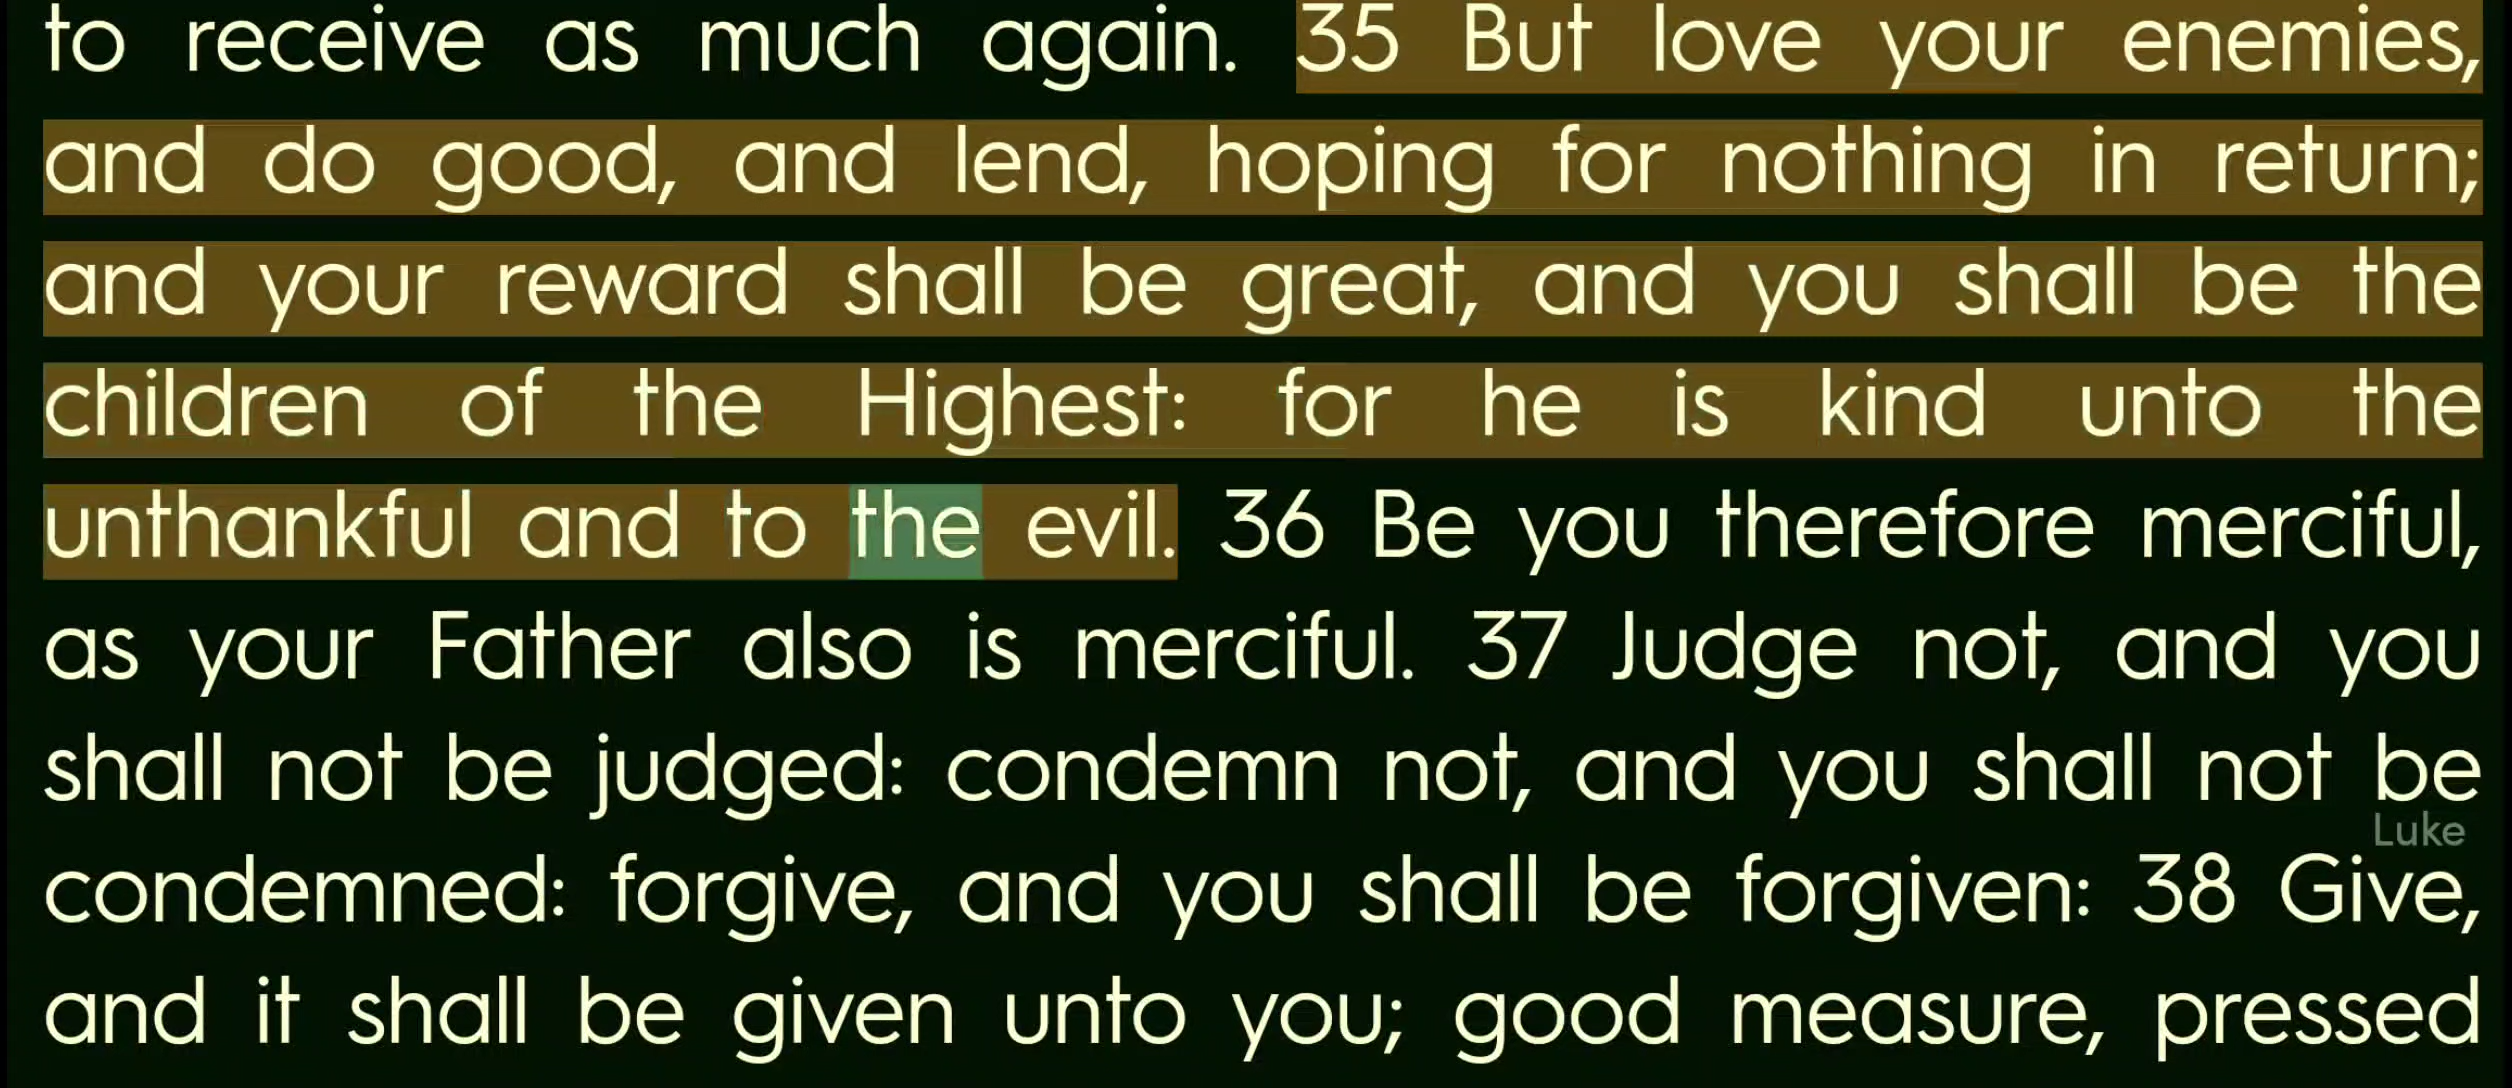 to receive as much again. 35 But love your enemies,
and do good, and lend, hoping for nothing in return;
and your reward shall be great, and you shall be the
children of the Highest: for he is kind unto the
unthankful and to the evil. 36 Be you therefore merciful,
as your Father also is merciful. 37 Judge not, and you
shall not be judged: condemn not, and you shall not be
Luke
condemned: forgive, and you shall be forgiven: 38 Give,
and it shall be given unto you; good measure, pressed